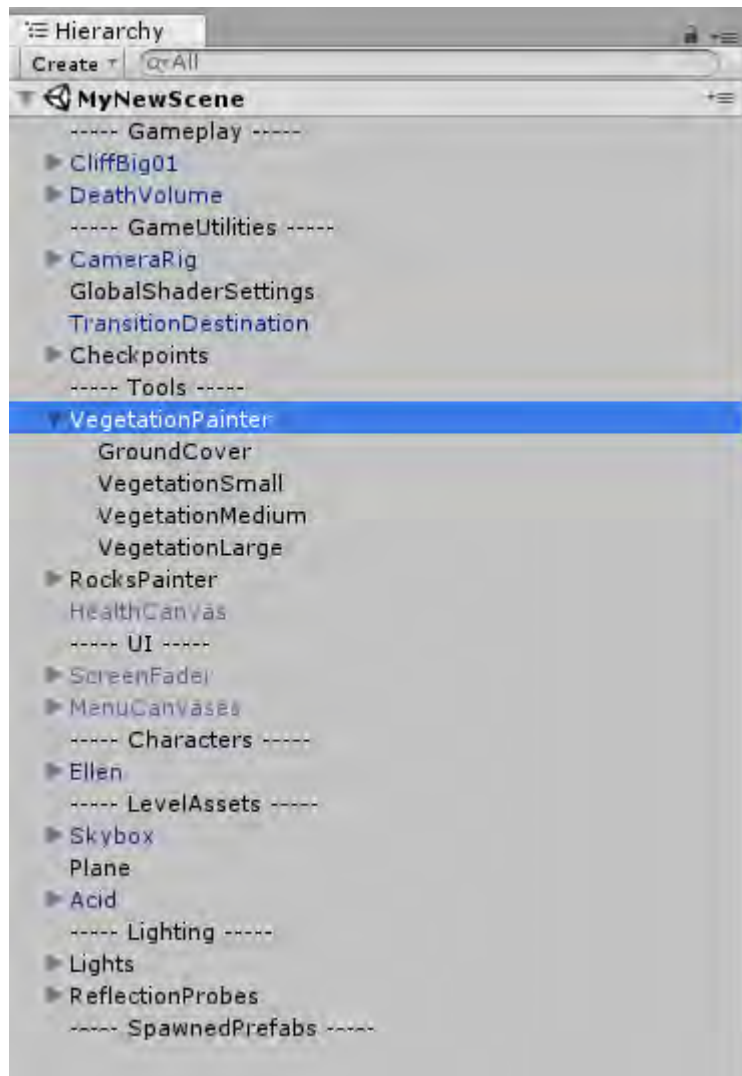 Hierarchy
Create All
MyNewScene
----- Gameplay -----
CliffBig01
DeathVolume
----- GameUtilities -----
CameraRig
GlobalShaderSettings
TransitionDestination
Checkpoints
----- Tools -----
VegetationPainter
GroundCover
VegetationSmall
VegetationMedium
VegetationLarge
RocksPainter
HealthCanvas
----- UI -----
ScreenFader
MenuCanvases
----- Characters -----
Ellen
----- LevelAssets -----
Skybox
Plane
Acid
----- Lighting -----
Lights
ReflectionProbes
----- SpawnedPrefabs -----